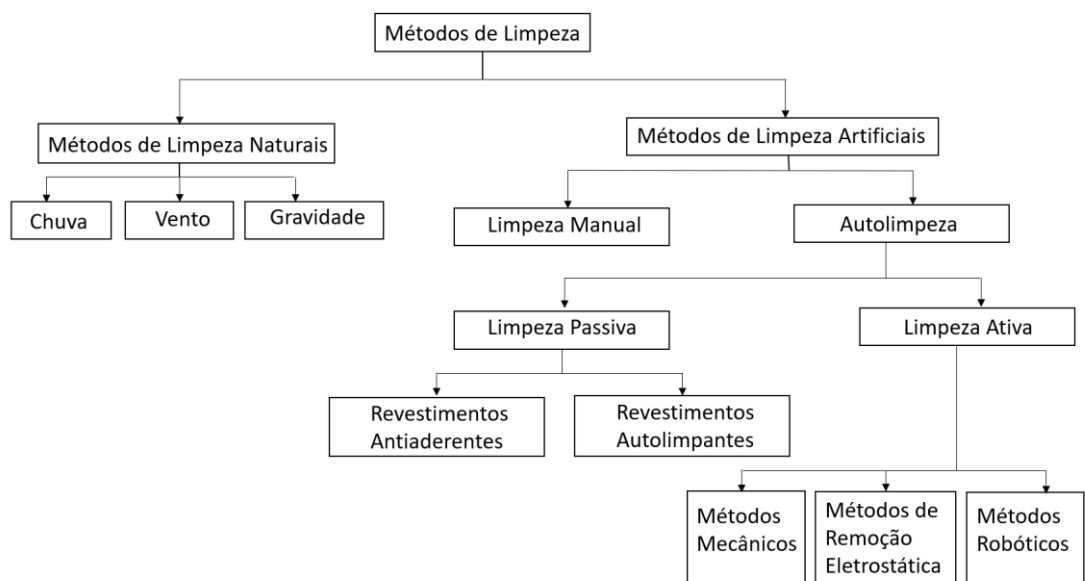 Métodos de Limpeza
Métodos de Limpeza Naturais
Métodos de Limpeza Artificiais
Chuva
Vento
Gravidade
Limpeza Manual
Autolimpeza
Limpeza Passiva
Limpeza Ativa
Revestimentos
Antiaderentes
Revestimentos
Autolimpantes
Métodos
Mecânicos
Métodos de
Remoção
Eletrostática
Métodos
Robóticos